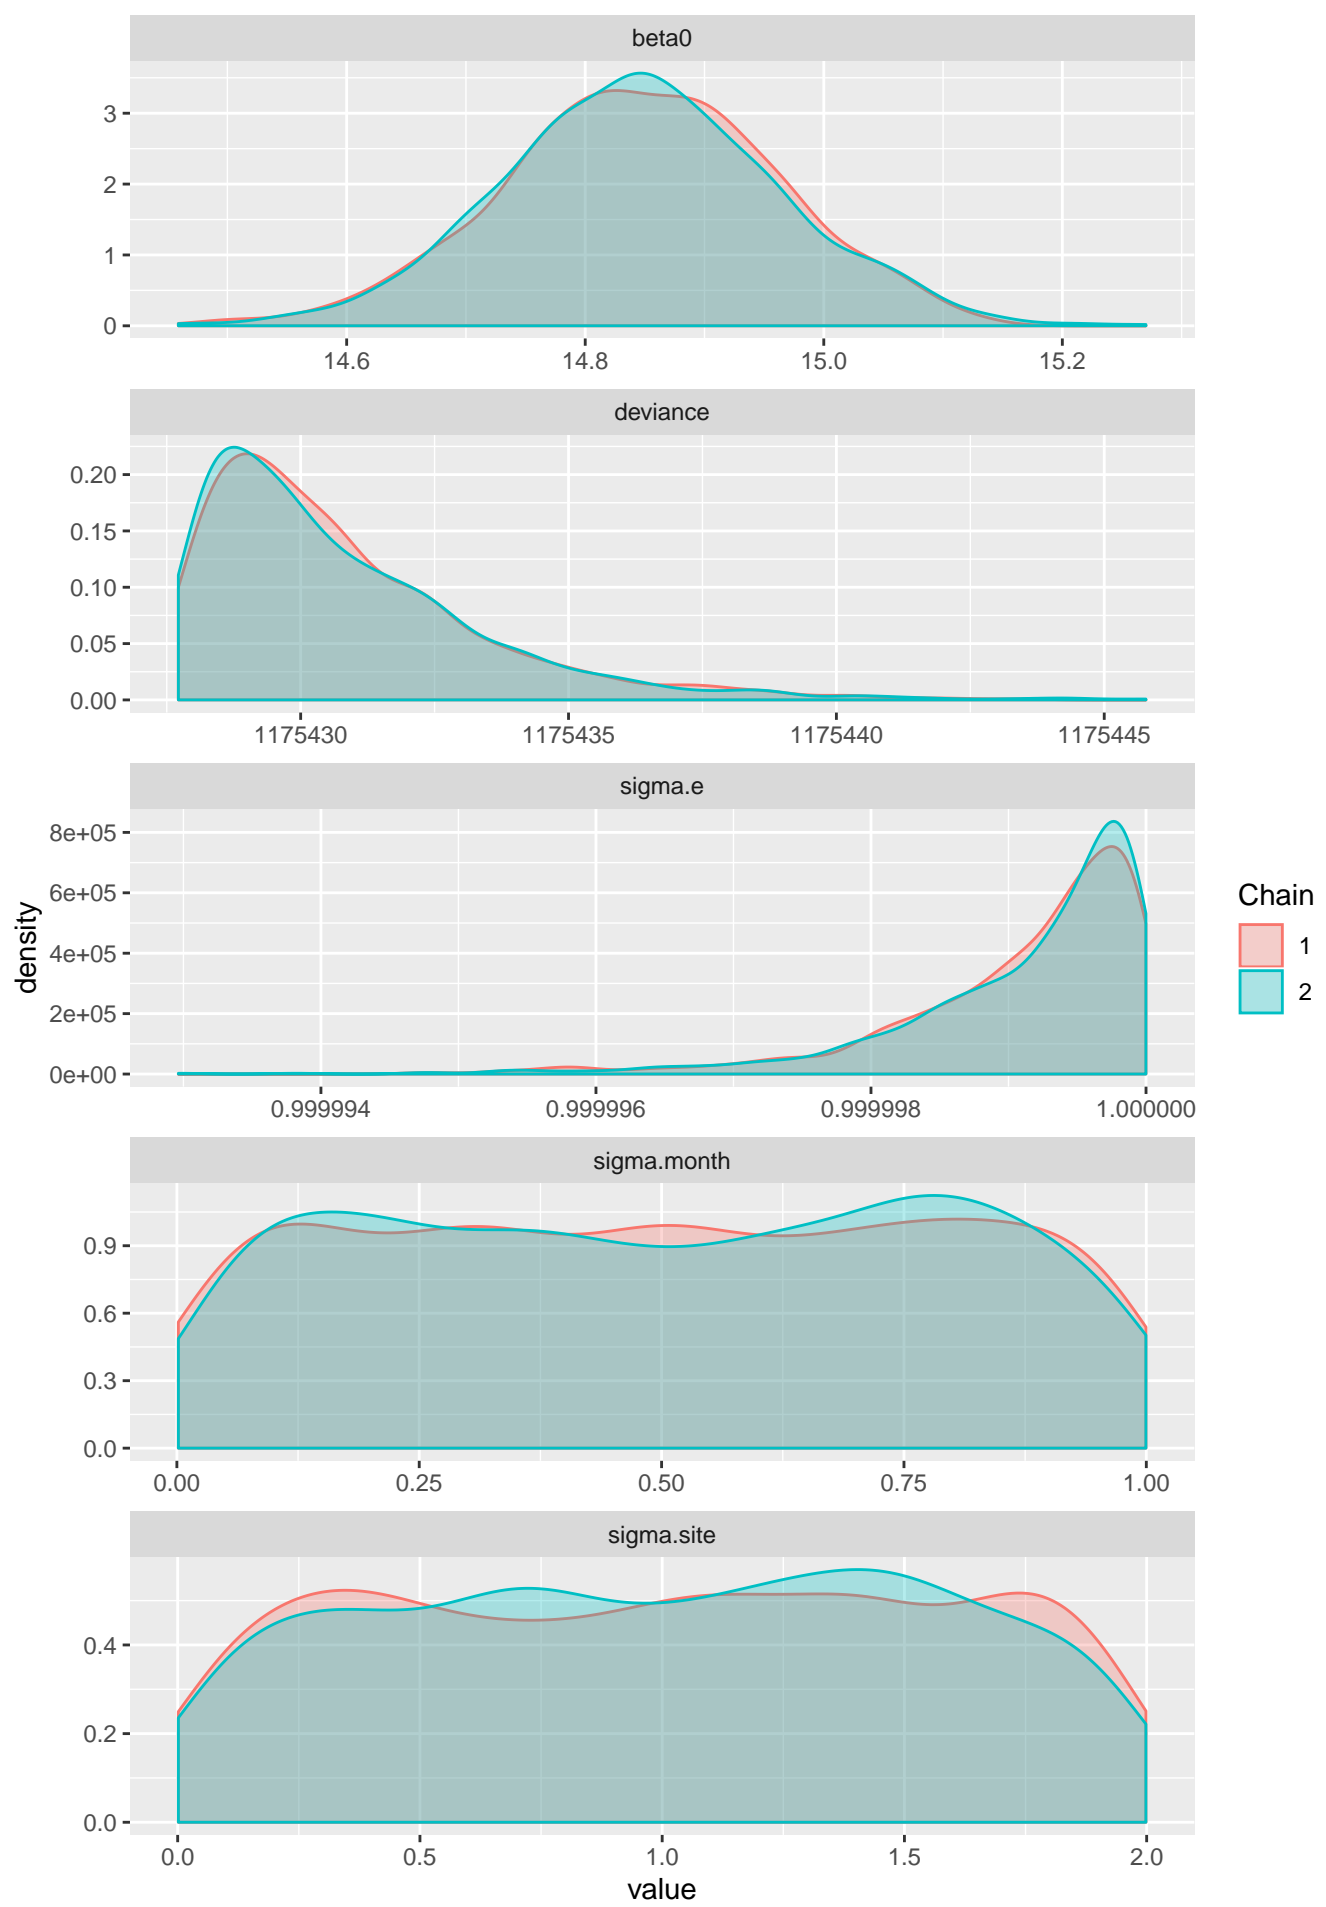 beta0
3
2
1
0
14.6 14.8 15.0 15.2
deviance
0.20
0.15
0.10
0.05
0.00
1175430 1175435 1175440 1175445
sigma.e
8e+05
6e+05
4e+05
2e+05
0e+00
0.999994 0.999996 0.999998 1.000000
sigma.month
0.9
0.6
0.3
0.0
0.00 0.25 0.50 0.75 1.00
sigma.site
0.4
0.2
0.0
0.0 0.5 1.0 1.5 2.0
value
density
Chain
1
2